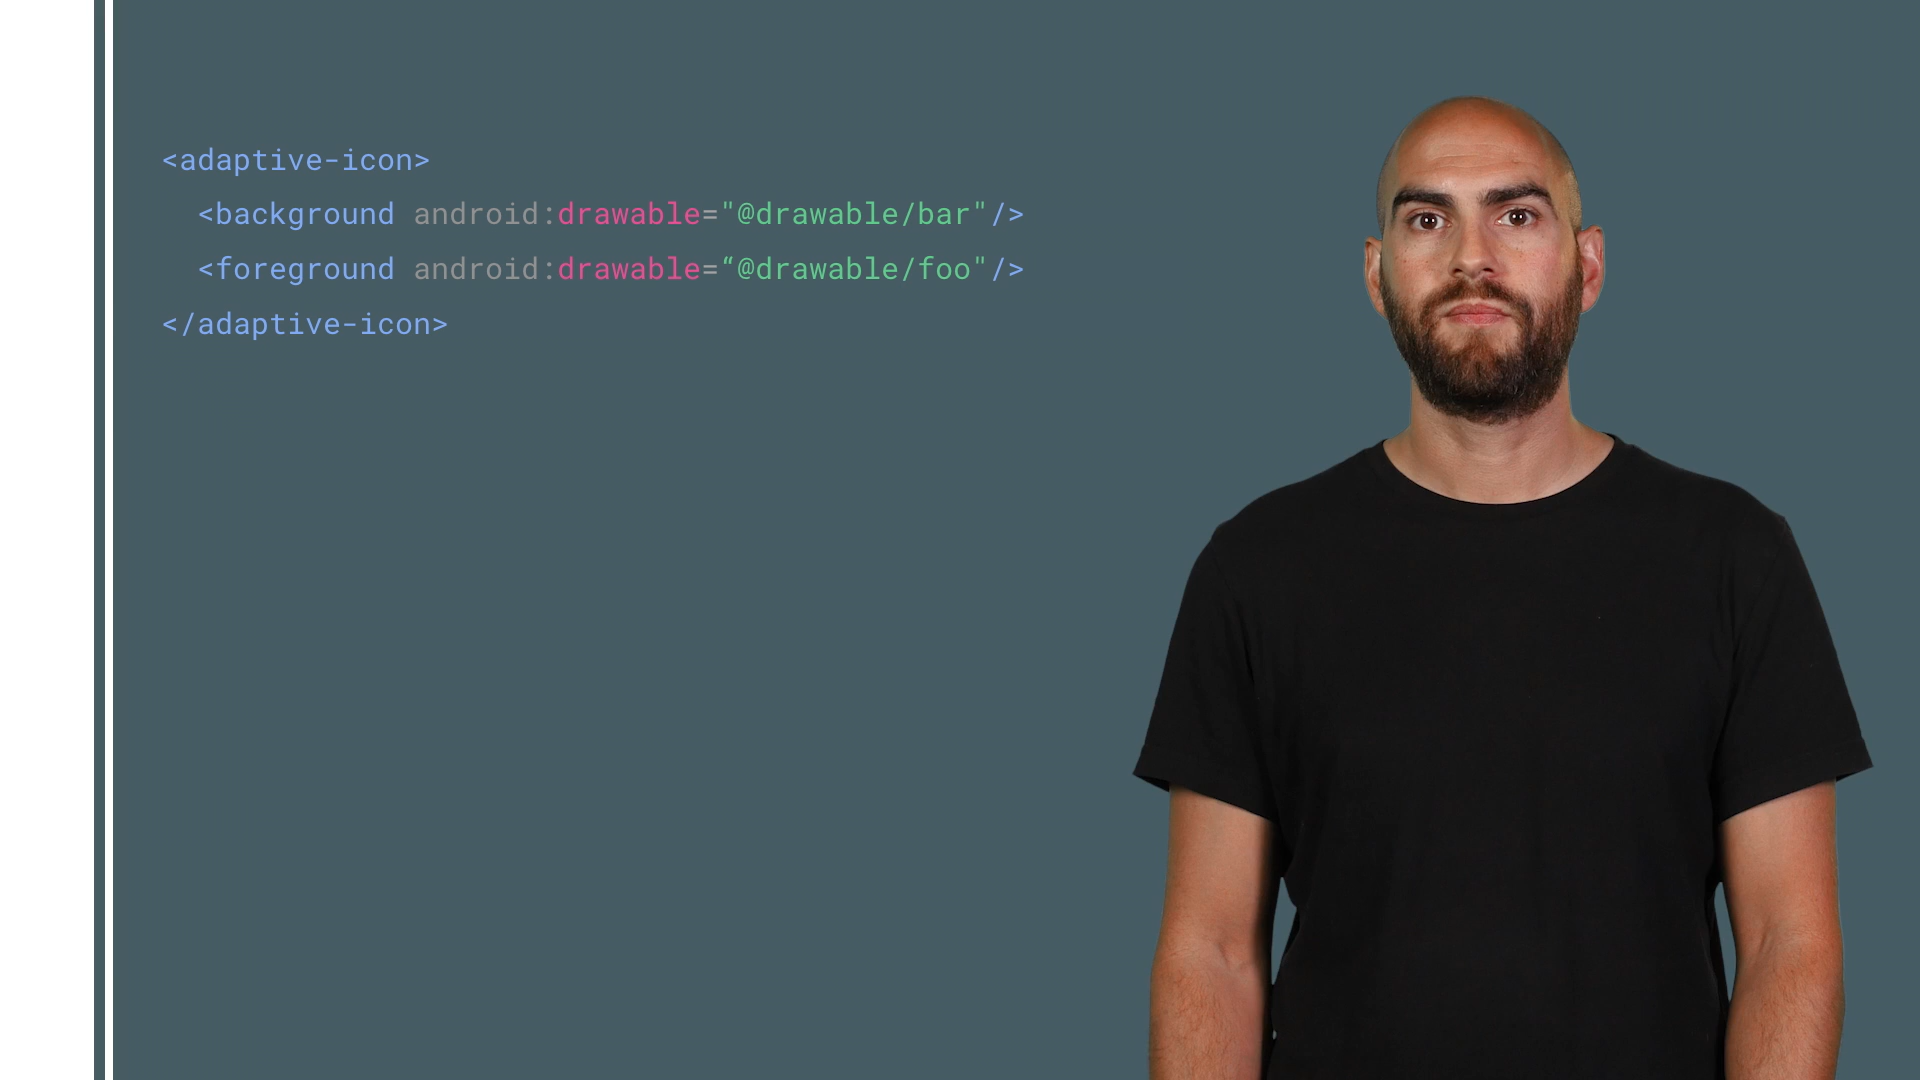 <adaptive-icon>
<background android:drawable="@drawable/bar"/>
<foreground android:drawable=“@drawable/foo"/>
</adaptive-icon>